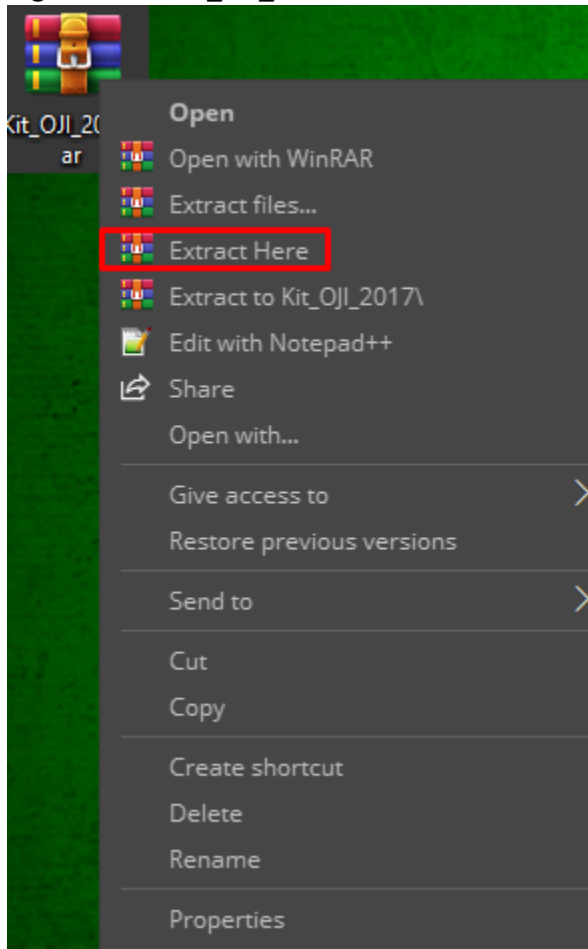 Kit_OJI_20
ar
Open
Open with WinRAR
Extract files...
Extract Here
Extract to Kit_OJI_2017\
Edit with Notepad++
Share
Open with...
Give access to
Restore previous versions
Send to
Cut
Copy
Create shortcut
Delete
Rename
Properties